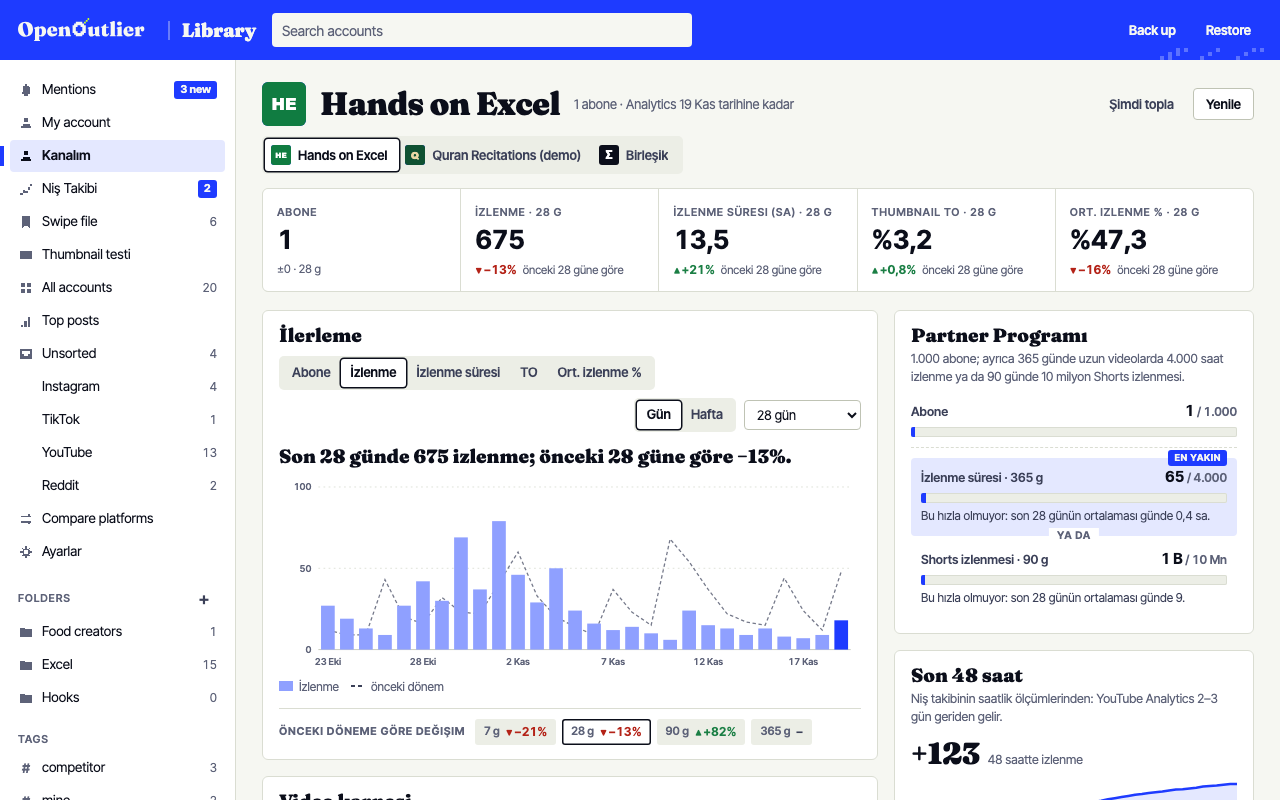 OpenOutlier
Library
Search accounts
Back up
Restore
Mentions
3 new
My account
Kanalım
Niş Takibi
2
Swipe file
6
Thumbnail testi
All accounts
20
Top posts
Unsorted
4
Instagram
4
TikTok
1
YouTube
13
Reddit
2
Compare platforms
Ayarlar
FOLDERS
+
Food creators
1
Excel
15
Hooks
0
TAGS
# competitor
3
HE
Hands on Excel
1 abone · Analytics 19 Kas tarihine kadar
Şimdi topla
Yenile
HE Hands on Excel
Q Quran Recitations (demo)
Σ Birleşik
ABONE
1
±0 · 28 g
İZLENME · 28 G
675
▼−13% önceki 28 güne göre
İZLENME SÜRESI (SA) · 28 G
13,5
▲+21% önceki 28 güne göre
THUMBNAIL TO · 28 G
%3,2
▲+0,8% önceki 28 güne göre
ORT. IZLENME % · 28 G
%47,3
▼−16% önceki 28 güne göre
İlerleme
Abone
İzlenme
İzlenme süresi
TO
Ort. izlenme %
Gün
Hafta
28 gün
Son 28 günde 675 izlenme; önceki 28 güne göre −13%.
100
50
0
23 Eki
28 Eki
2 Kas
7 Kas
12 Kas
17 Kas
İzlenme
önceki dönem
ÖNCEKİ DÖNEME GÖRE DEĞIŞIM
7 g ▼−21%
28 g ▼−13%
90 g ▲+82%
365 g –
Partner Programı
1.000 abone; ayrıca 365 günde uzun videolarda 4.000 saat
izlenme ya da 90 günde 10 milyon Shorts izlenmesi.
Abone
1 / 1.000
EN YAKIN
İzlenme süresi · 365 g
65 / 4.000
Bu hızla olmuyor: son 28 günün ortalaması günde 0,4 sa.
YA DA
Shorts izlenmesi · 90 g
1 B / 10 Mn
Bu hızla olmuyor: son 28 günün ortalaması günde 9.
Son 48 saat
Niş takibinin saatlik ölçümlerinden: YouTube Analytics 2–3
gün geriden gelir.
+123 48 saatte izlenme